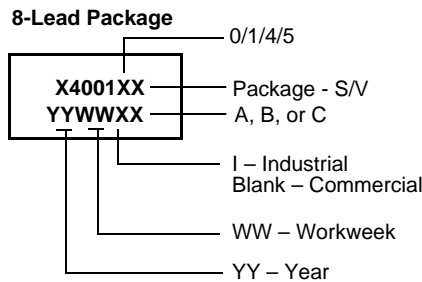 8-Lead Package
0/1/4/5
X4001XX
Package - S/V
YYWWXX
A, B, or C
I – Industrial
Blank – Commercial
WW – Workweek
YY – Year